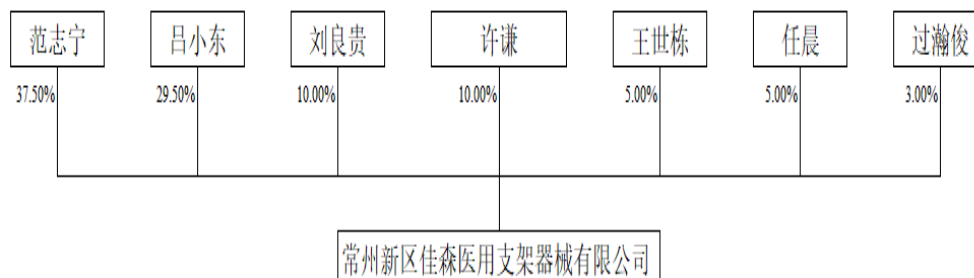 范志宁 吕小东 刘良贵 许谦 王世栋 任晨 过瀚俊
37.50% 29.50% 10.00% 10.00% 5.00% 5.00% 3.00%
常州新区佳森医用支架器械有限公司